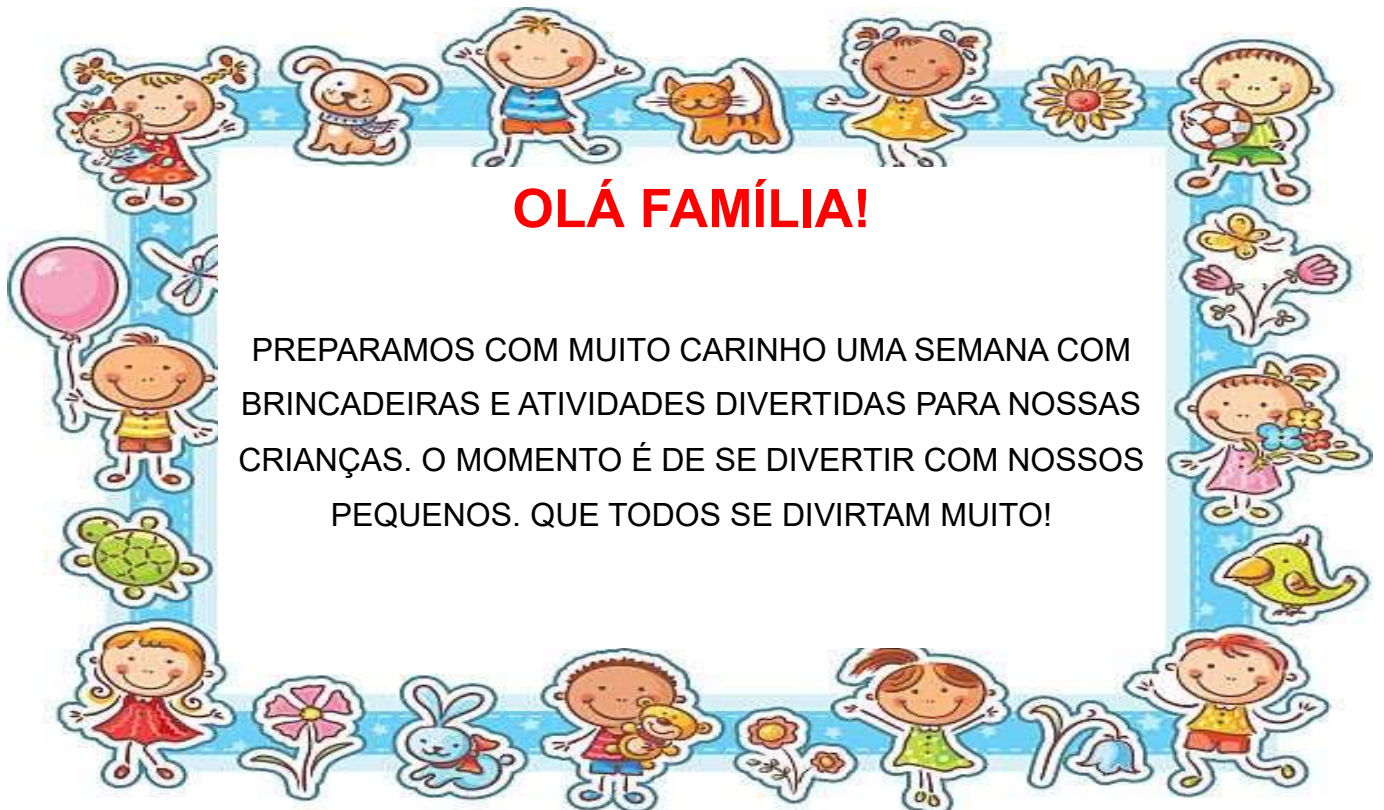 OLÁ FAMÍLIA!
PREPARAMOS COM MUITO CARINHO UMA SEMANA COM
BRINCADEIRAS E ATIVIDADES DIVERTIDAS PARA NOSSAS
CRIANÇAS. O MOMENTO É DE SE DIVERTIR COM NOSSOS
PEQUENOS. QUE TODOS SE DIVIRTAM MUITO!